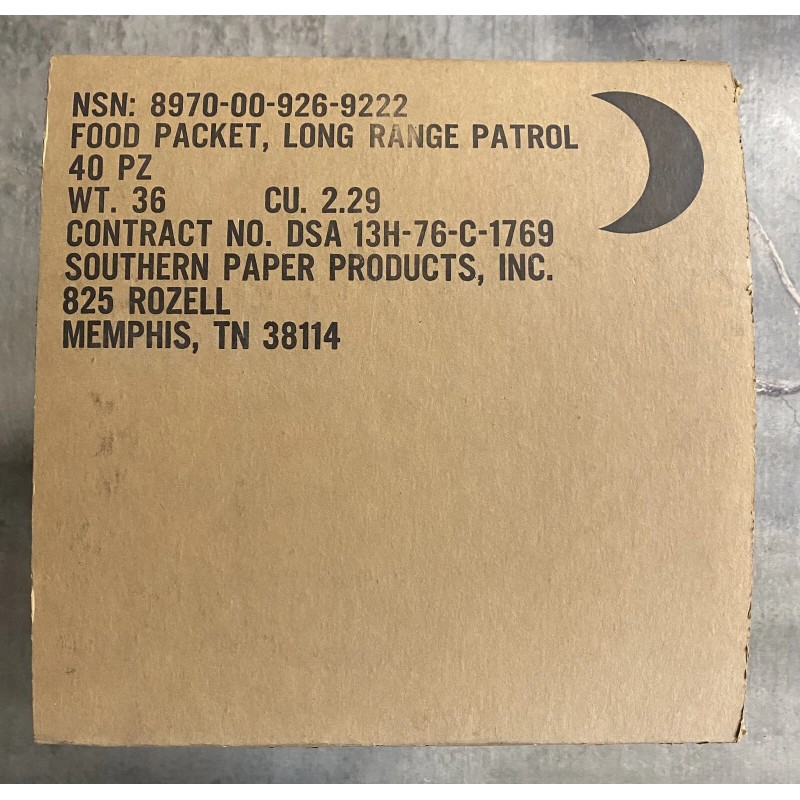 NSN: 8970-00-926-9222
FOOD PACKET, LONG RANGE PATROL
40 PZ
WT. 36 CU. 2.29
CONTRACT NO. DSA 13H-76-C-1769
SOUTHERN PAPER PRODUCTS, INC.
825 ROZELL
MEMPHIS, TN 38114